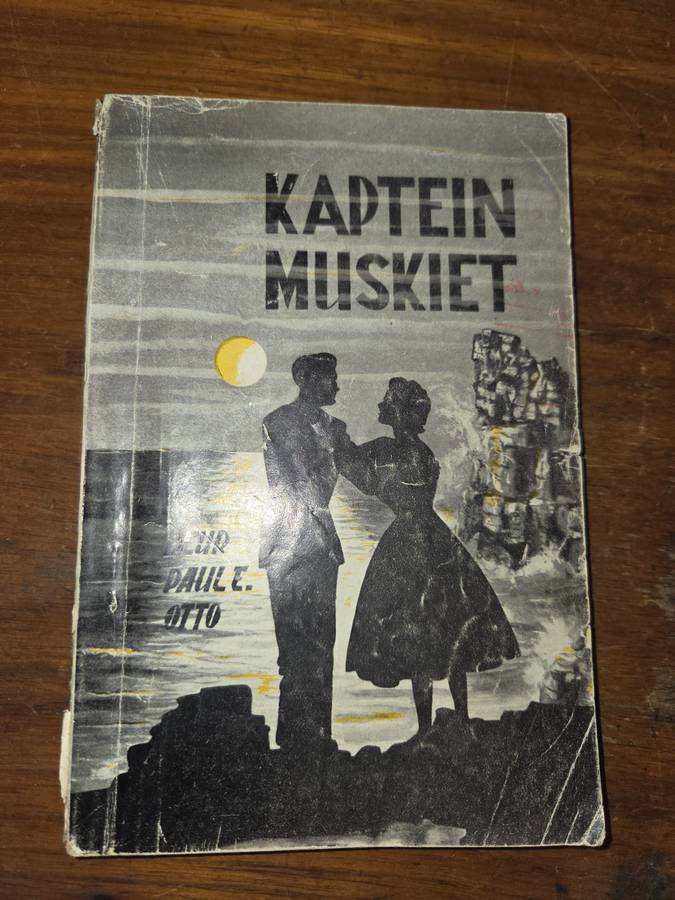 KAPTEIN
MUSKIET
DEUR
PAUL E.
OTTO